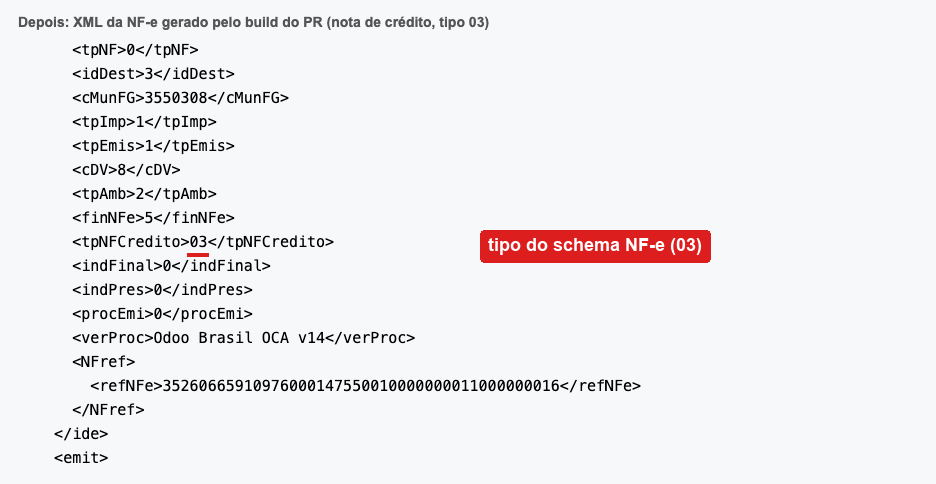 Depois: XML da NF-e gerado pelo build do PR (nota de crédito, tipo 03)
<tpNF>0</tpNF>
<idDest>3</idDest>
<cMunFG>3550308</cMunFG>
<tpImp>1</tpImp>
<tpEmis>1</tpEmis>
<cDV>8</cDV>
<tpAmb>2</tpAmb>
<finNFe>5</finNFe>
<tpNFCredito>03</tpNFCredito>
tipo do schema NF-e (03)
<indFinal>0</indFinal>
<indPres>0</indPres>
<procEmi>0</procEmi>
<verProc>Odoo Brasil OCA v14</verProc>
<NFref>
<refNFe>35260665910976000147550010000000011000000016</refNFe>
</NFref>
</ide>
<emit>